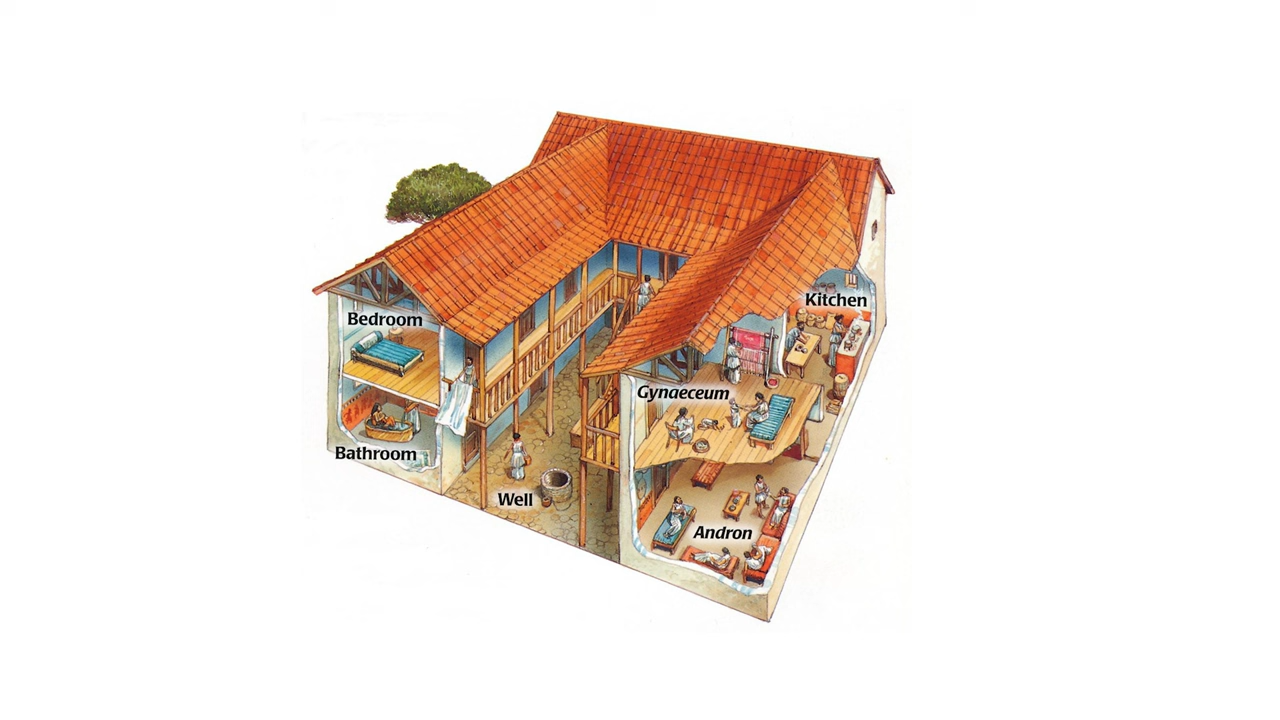 Kitchen
Bedroom
Gynaeceum
Bathroom
Well
Andron